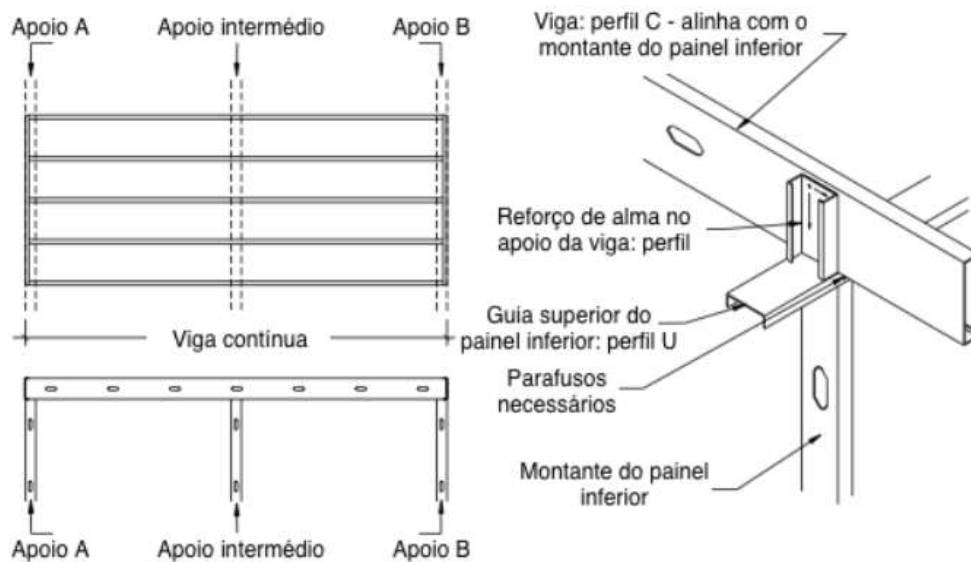 Apoio A
Apoio intermédio
Apoio B
Viga contínua
Apoio A
Apoio intermédio
Apoio B
Viga: perfil C - alinha com o
montante do painel inferior
Reforço de alma no
apoio da viga: perfil
Guia superior do
painel inferior: perfil U
Parafusos
necessários
Montante do painel
inferior